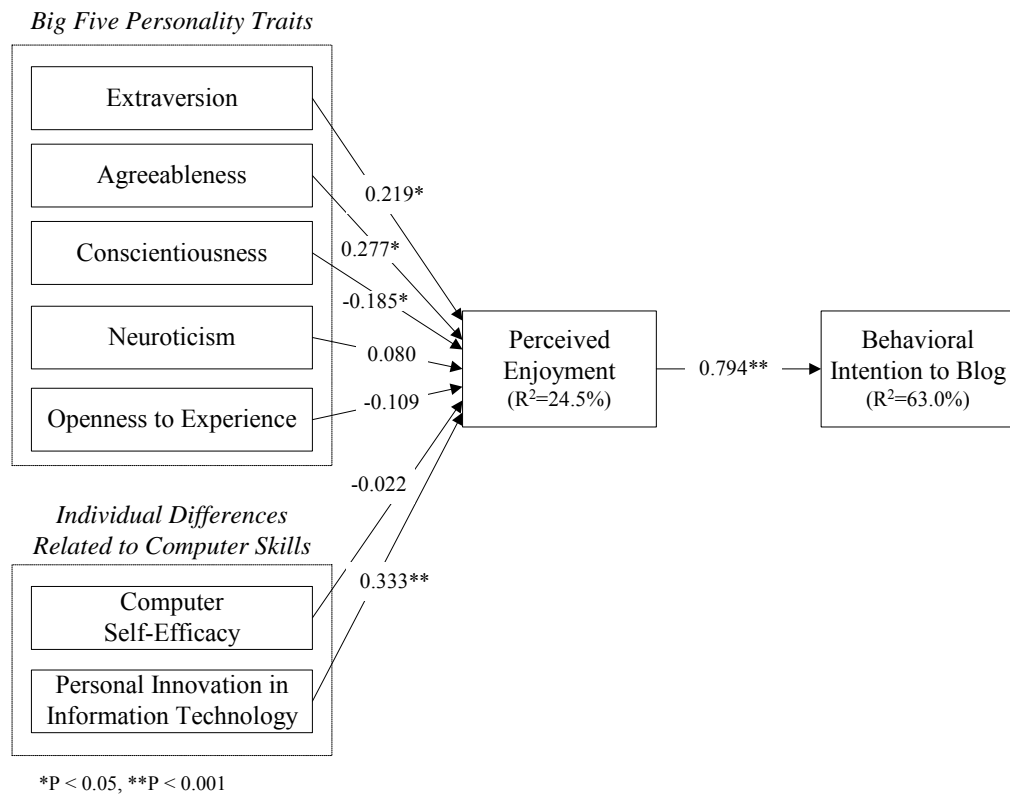 Big Five Personality Traits
Extraversion
Agreeableness
Conscientiousness
Neuroticism
Openness to Experience
0.219*
0.277*
-0.185*
0.080
-0.109
-0.022
0.333**
Perceived
Enjoyment
(R²=24.5%)
0.794**
Behavioral
Intention to Blog
(R²=63.0%)
Individual Differences
Related to Computer Skills
Computer
Self-Efficacy
Personal Innovation in
Information Technology
*P < 0.05, **P < 0.001